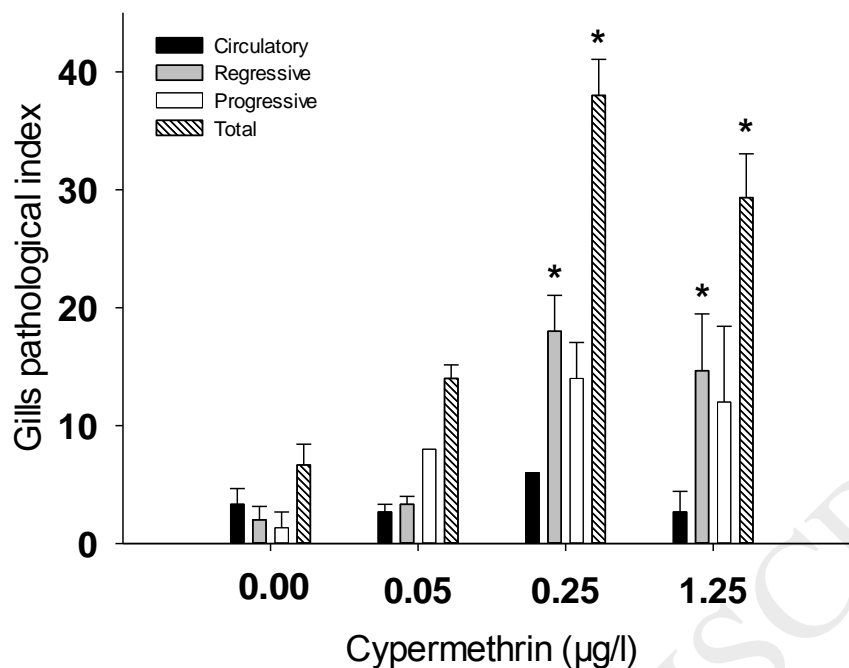 Circulatory
Regressive
Progressive
Total
Gills pathological index
40
30
20
10
0
* * * *
0.00 0.05 0.25 1.25
Cypermethrin (µg/l)